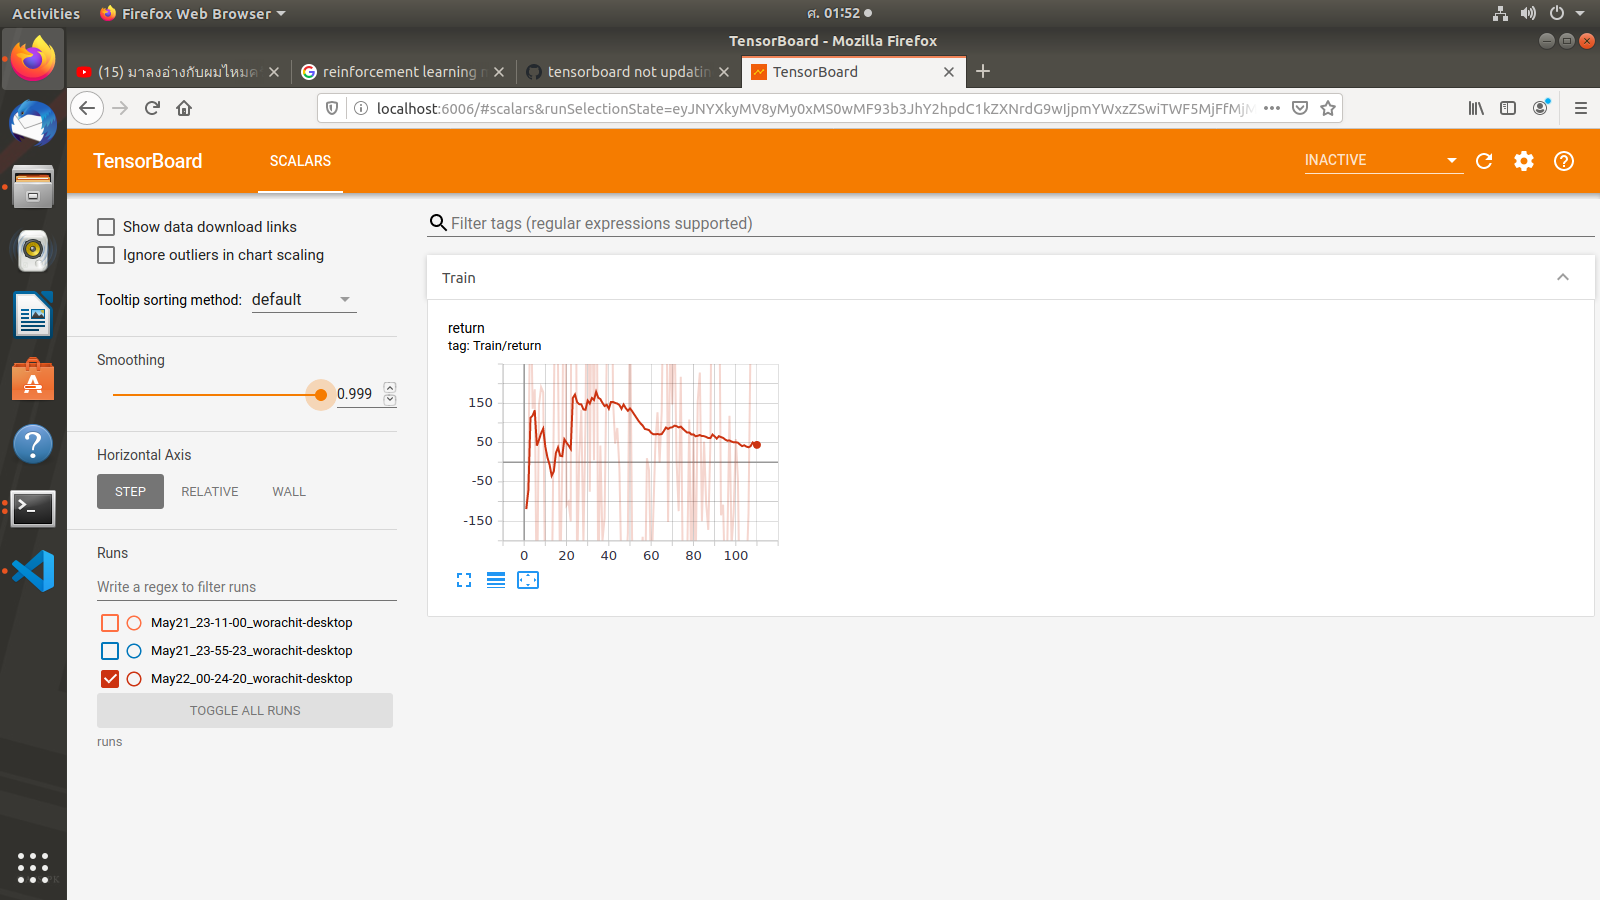 Activities Firefox Web Browser ศ. 01:52
TensorBoard - Mozilla Firefox
(15) มาลงอ่างกับผมไหมค reinforcement learning tensorboard not updatin TensorBoard
localhost:6006/#scalars&runSelectionState=eyJNYXkyMV8yMy0xMS0wMF93b3JhY2hpdC1kZXNrdG9wIjpmYWxzZSwiTWF5MjFfMjM
TensorBoard SCALARS INACTIVE
Show data download links
Ignore outliers in chart scaling
Tooltip sorting method: default
Smoothing
0.999
Horizontal Axis
STEP RELATIVE WALL
Runs
Write a regex to filter runs
May21_23-11-00_worachit-desktop
May21_23-55-23_worachit-desktop
May22_00-24-20_worachit-desktop
TOGGLE ALL RUNS
runs
Filter tags (regular expressions supported)
Train
return
tag: Train/return
150
50
-50
-150
0 20 40 60 80 100